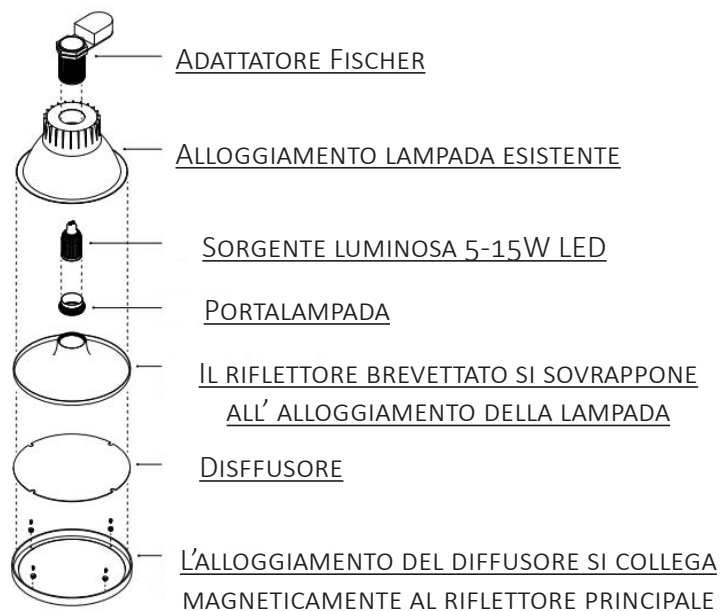 Adattatore Fischer
Alloggiamento lampada esistente
Sorgente luminosa 5-15W LED
Portalampada
Il riflettore brevettato si sovrappone
all' alloggiamento della lampada
Disffusore
L'alloggiamento del diffusore si collega
magneticamente al riflettore principale